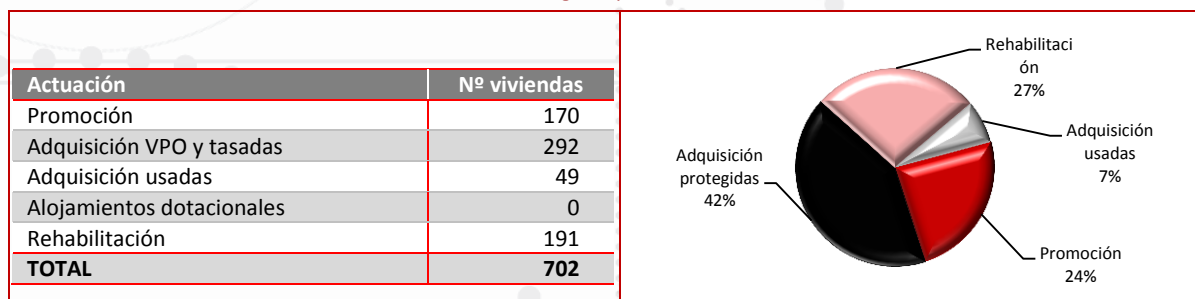 Actuación Nº viviendas
Promoción 170
Adquisición VPO y tasadas 292
Adquisición usadas 49
Alojamientos dotacionales 0
Rehabilitación 191
TOTAL 702
Rehabilitaci
ón
27%
Adquisición
usadas
7%
Adquisición
protegidas
42%
Promoción
24%